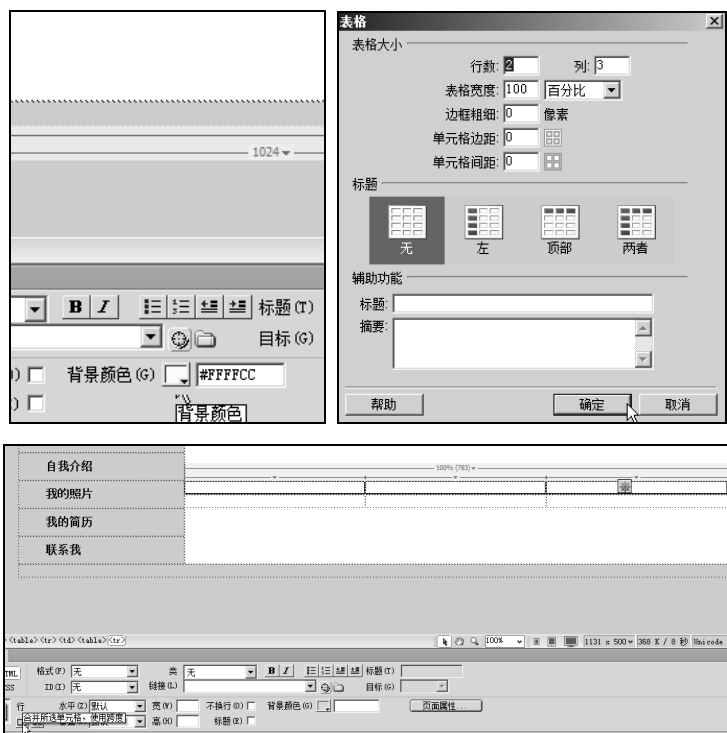 1024
B I 标题(T)
目标(G)
) 背景颜色(G) #FFFFCC
)
背景颜色
表格
表格大小
行数: 2 列: 3
表格宽度: 100 百分比
边框粗细: 0 像素
单元格边距: 0
单元格间距: 0
标题
无 左 顶部 两者
辅助功能
标题:
摘要:
帮助 确定 取消
自我介绍
100% (763)
我的照片
我的简历
联系我
<table> <tr> <td> <table> <tr> 100% 1131 x 500 368 K / 8 秒 Unicode
格式(F) 无 类 无 B I 标题(T)
ID(I) 无 链接(L) 目标(G)
行 水平(Z) 默认 宽(W) 不换行(O) 背景颜色(G) 页面属性...
合并所选单元格,使用跨度 高(H) 标题(E)